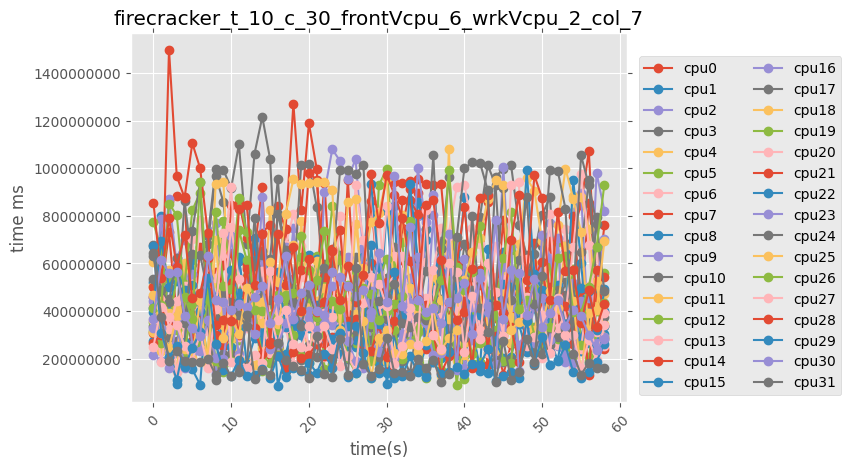 firecracker_t_10_c_30_frontVcpu_6_wrkVcpu_2_col_7
time ms
1400000000
1200000000
1000000000
800000000
600000000
400000000
200000000
0
10
20
30
40
50
60
time(s)
cpu0
cpu1
cpu2
cpu3
cpu4
cpu5
cpu6
cpu7
cpu8
cpu9
cpu10
cpu11
cpu12
cpu13
cpu14
cpu15
cpu16
cpu17
cpu18
cpu19
cpu20
cpu21
cpu22
cpu23
cpu24
cpu25
cpu26
cpu27
cpu28
cpu29
cpu30
cpu31